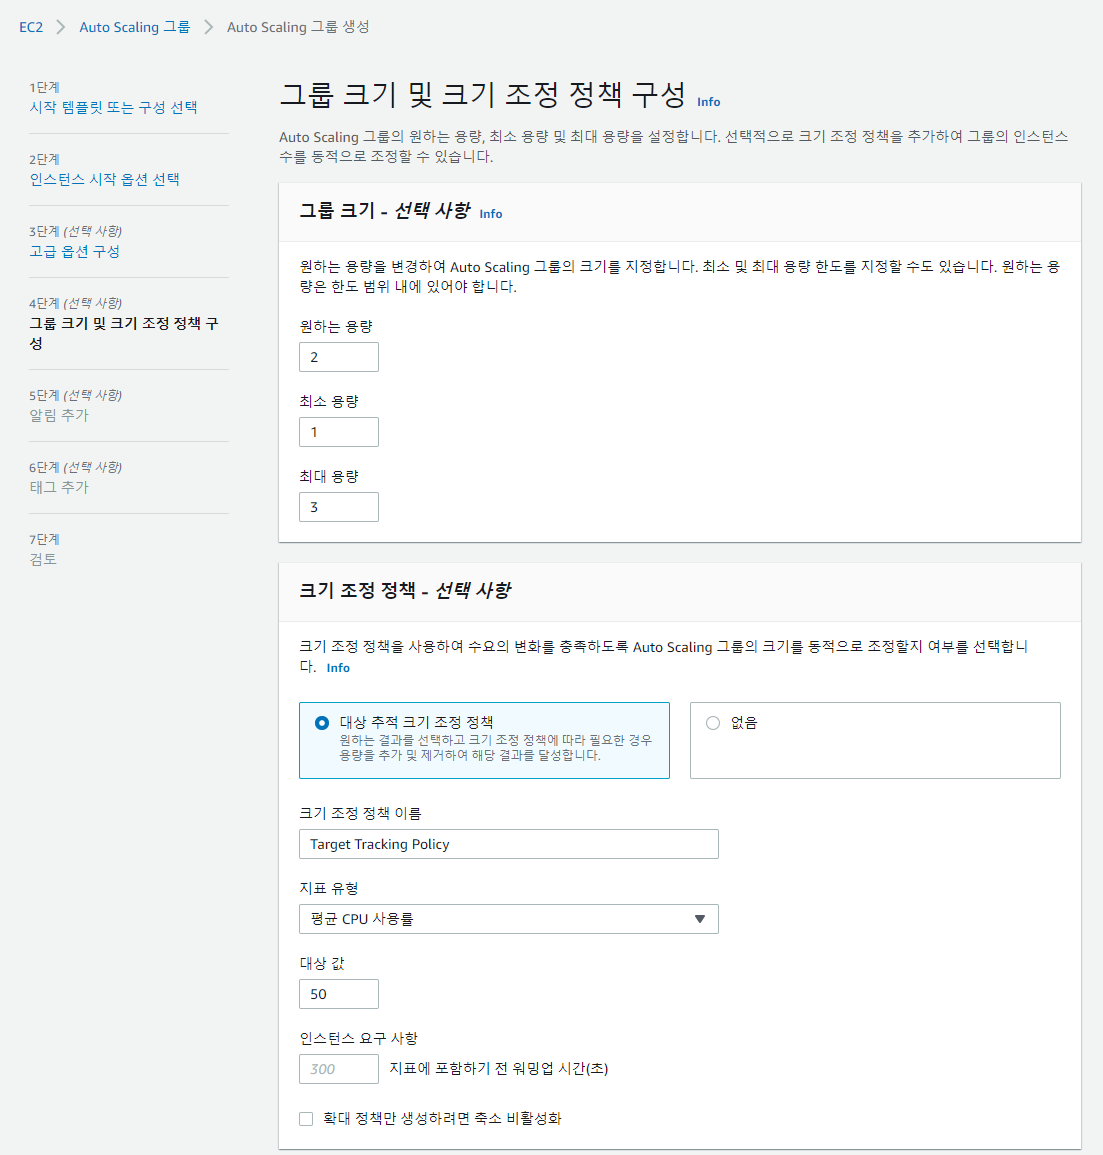 EC2 > Auto Scaling 그룹 > Auto Scaling 그룹 생성
1단계
시작 템플릿 또는 구성 선택
2단계
인스턴스 시작 옵션 선택
3단계 (선택 사항)
고급 옵션 구성
4단계 (선택 사항)
그룹 크기 및 크기 조정 정책 구
성
5단계 (선택 사항)
알림 추가
6단계 (선택 사항)
태그 추가
7단계
검토
그룹 크기 및 크기 조정 정책 구성 Info
Auto Scaling 그룹의 원하는 용량, 최소 용량 및 최대 용량을 설정합니다. 선택적으로 크기 조정 정책을 추가하여 그룹의 인스턴스
수를 동적으로 조정할 수 있습니다.
그룹 크기 - 선택 사항 Info
원하는 용량을 변경하여 Auto Scaling 그룹의 크기를 지정합니다. 최소 및 최대 용량 한도를 지정할 수도 있습니다. 원하는 용
량은 한도 범위 내에 있어야 합니다.
원하는 용량
2
최소 용량
1
최대 용량
3
크기 조정 정책 - 선택 사항
크기 조정 정책을 사용하여 수요의 변화를 충족하도록 Auto Scaling 그룹의 크기를 동적으로 조정할지 여부를 선택합니
다. Info
대상 추적 크기 조정 정책
원하는 결과를 선택하고 크기 조정 정책에 따라 필요한 경우
용량을 추가 및 제거하여 해당 결과를 달성합니다.
없음
크기 조정 정책 이름
Target Tracking Policy
지표 유형
평균 CPU 사용률
대상 값
50
인스턴스 요구 사항
300 지표에 포함하기 전 워밍업 시간(초)
확대 정책만 생성하려면 축소 비활성화